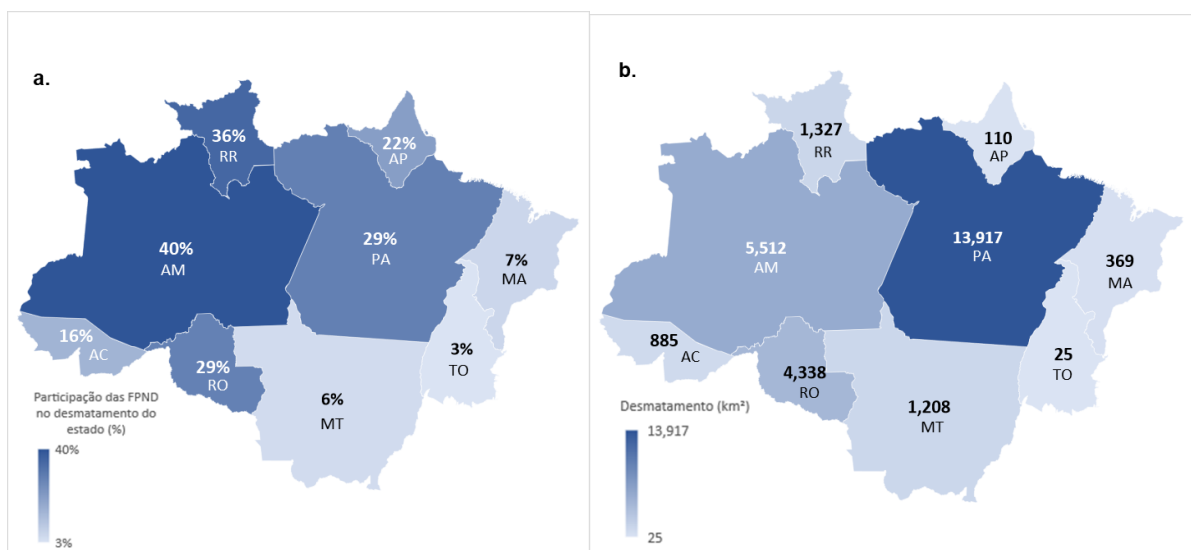 a.
36%
RR
22%
AP
40%
AM
29%
PA
7%
MA
16%
AC
29%
RO
3%
TO
6%
MT
Participação das FPND
no desmatamento do
estado (%)
40%
3%
b.
1,327
RR
110
AP
5,512
AM
13,917
PA
369
MA
885
AC
4,338
RO
25
TO
1,208
MT
Desmatamento (km²)
13,917
25